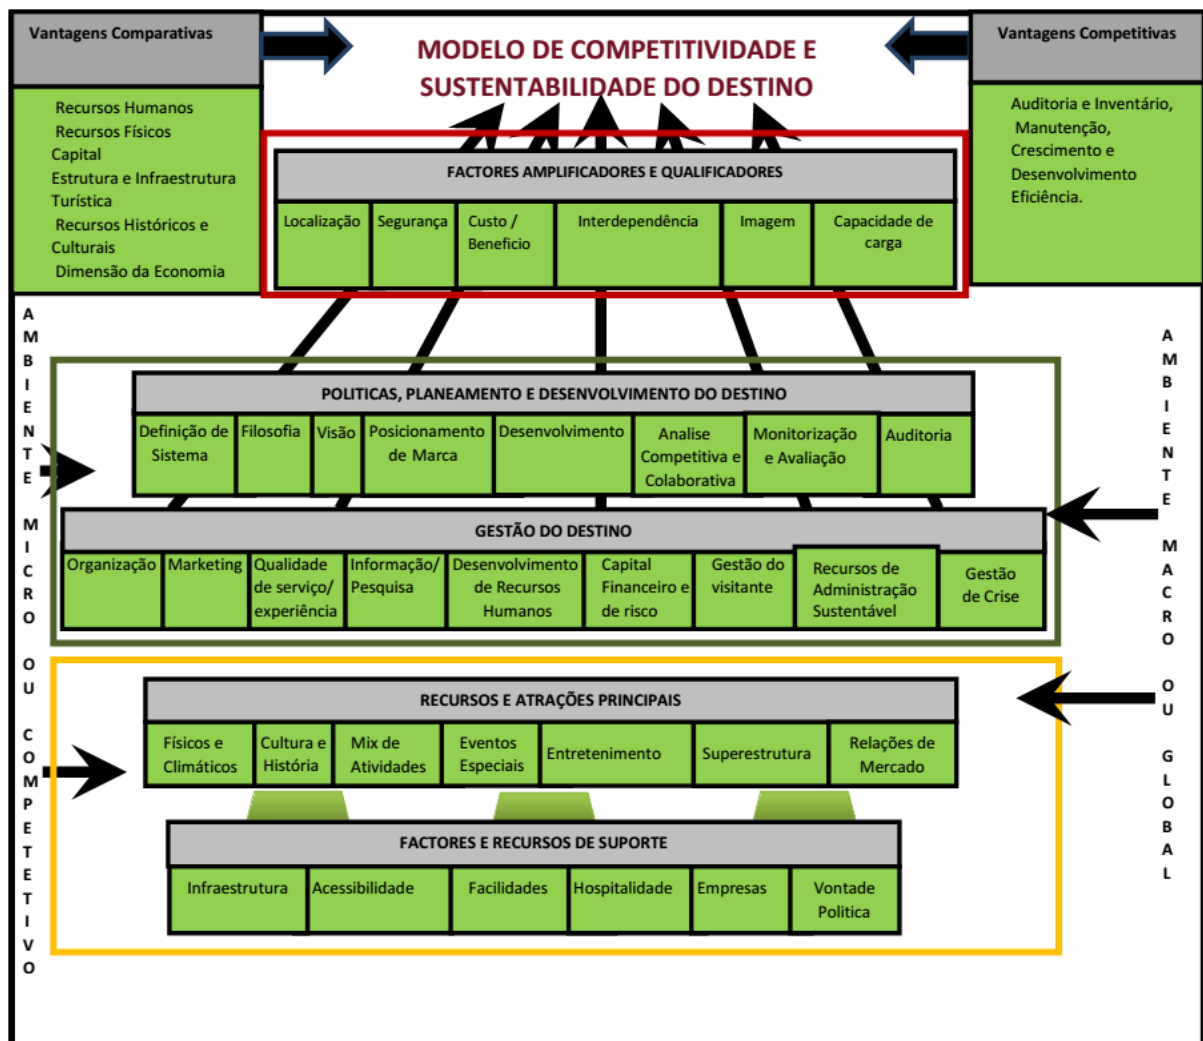 Vantagens Comparativas
MODELO DE COMPETITIVIDADE E
SUSTENTABILIDADE DO DESTINO
Vantagens Competitivas
Recursos Humanos
Recursos Físicos
Capital
Estrutura e Infraestrutura
Turística
Recursos Históricos e
Culturais
Dimensão da Economia
Auditoria e Inventário,
Manutenção,
Crescimento e
Desenvolvimento
Eficiência.
FACTORES AMPLIFICADORES E QUALIFICADORES
Localização
Segurança
Custo /
Beneficio
Interdependência
Imagem
Capacidade de
carga
AMBIENTE MICRO OU COMPETETIVO
AMBIENTE MACRO OU GLOBAL
POLITICAS, PLANEAMENTO E DESENVOLVIMENTO DO DESTINO
Definição de
Sistema
Filosofia
Visão
Posicionamento
de Marca
Desenvolvimento
Analise
Competitiva e
Colaborativa
Monitorização
e Avaliação
Auditoria
GESTÃO DO DESTINO
Organização
Marketing
Qualidade
de serviço/
experiência
Informação/
Pesquisa
Desenvolvimento
de Recursos
Humanos
Capital
Financeiro e
de risco
Gestão do
visitante
Recursos de
Administração
Sustentável
Gestão
de Crise
RECURSOS E ATRAÇÕES PRINCIPAIS
Físicos e
Climáticos
Cultura e
História
Mix de
Atividades
Eventos
Especiais
Entretenimento
Superestrutura
Relações de
Mercado
FACTORES E RECURSOS DE SUPORTE
Infraestrutura
Acessibilidade
Facilidades
Hospitalidade
Empresas
Vontade
Politica